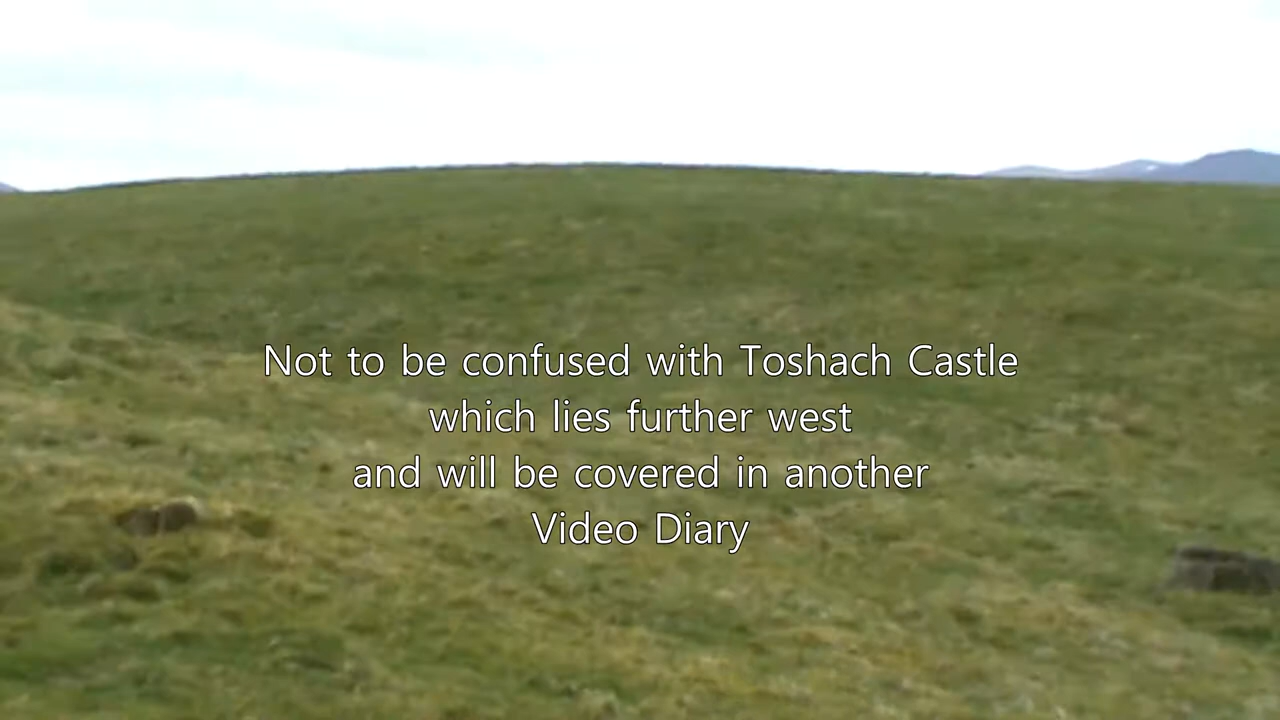 Not to be confused with Toshach Castle
which lies further west
and will be covered in another
Video Diary